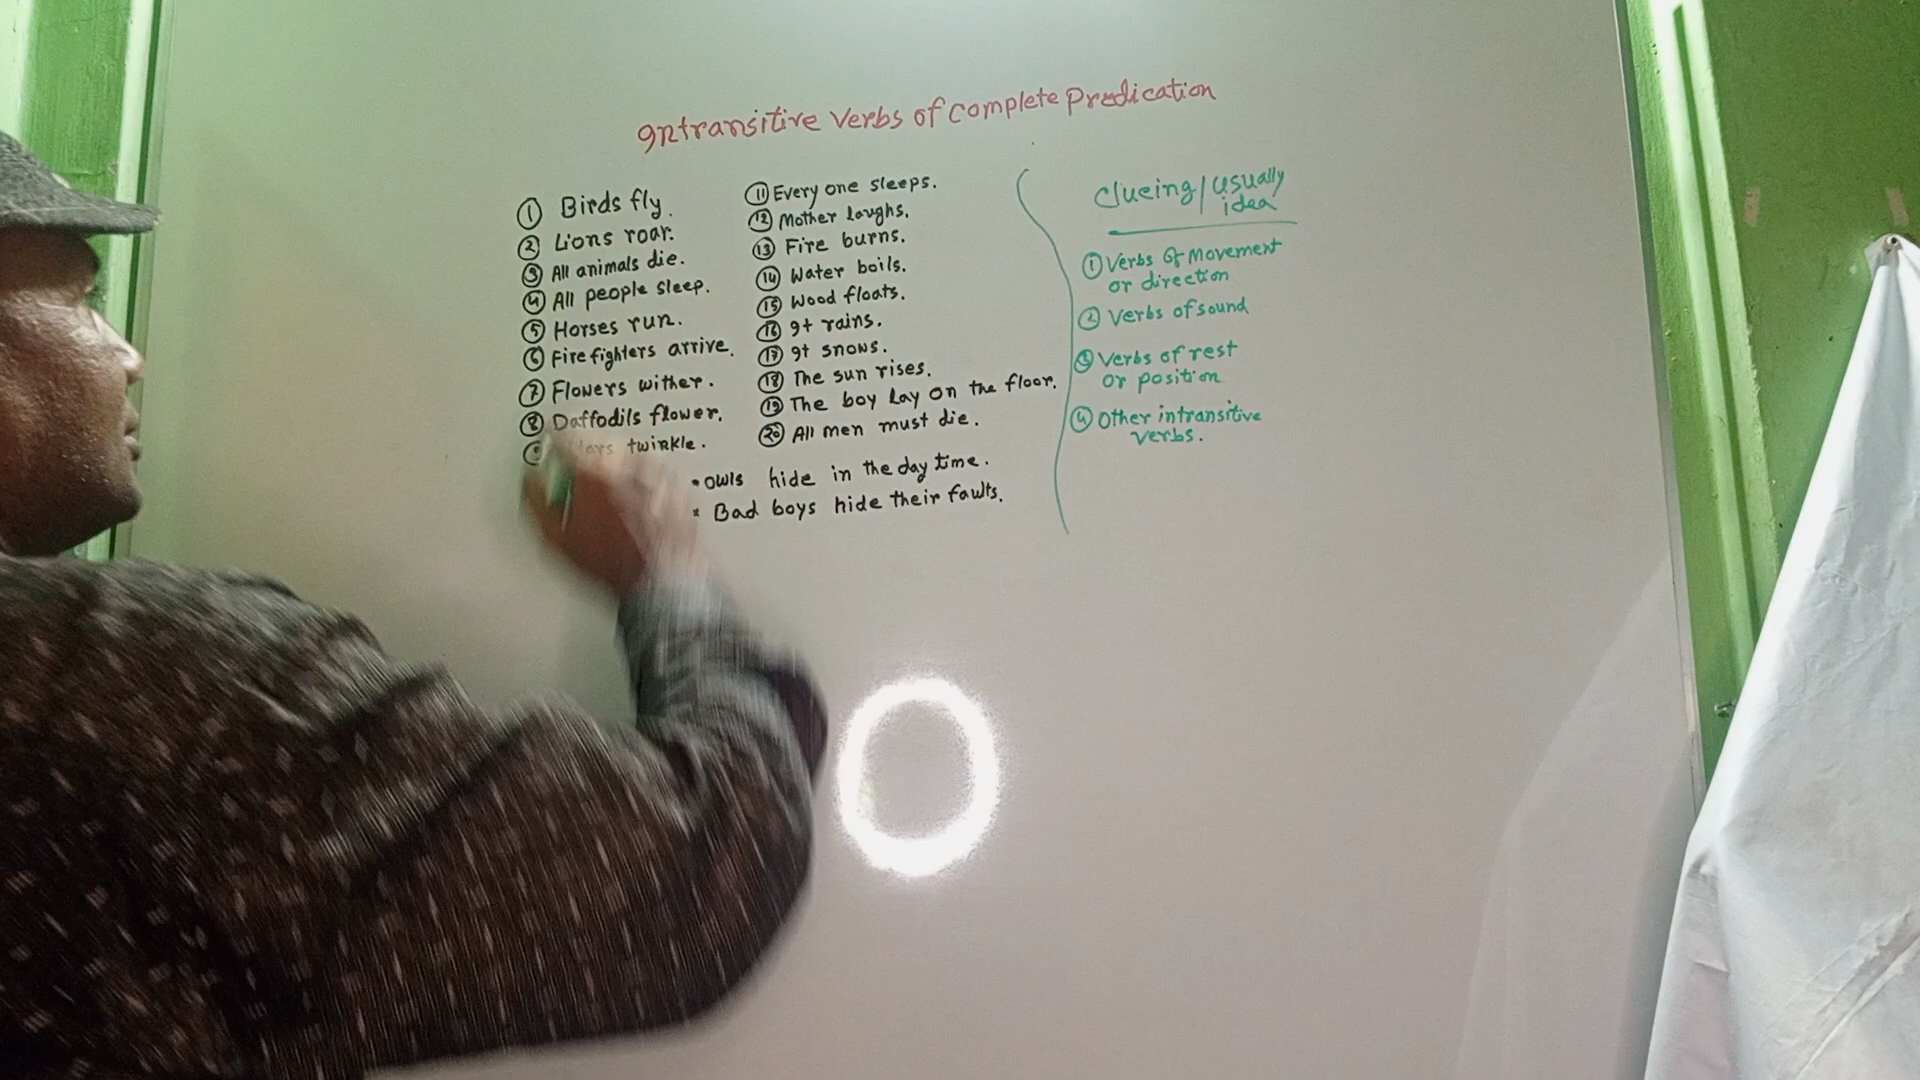 Intransitive Verbs of Complete Predication
① Birds fly.
② Lions roar.
③ All animals die.
④ All people sleep.
⑤ Horses run.
⑥ Fire fighters arrive.
⑦ Flowers wither.
⑧ Daffodils flower.
twinkle.
⑪ Every one sleeps.
⑫ Mother laughs.
⑬ Fire burns.
⑭ Water boils.
⑮ Wood floats.
⑯ It rains.
⑰ It snows.
⑱ The sun rises.
⑲ The boy lay on the floor.
⑳ All men must die.
• owls hide in the day time.
* Bad boys hide their faults.
Clueing / usually
idea
① Verbs of Movement
or direction
② Verbs of sound
③ Verbs of rest
or position
④ Other intransitive
verbs.